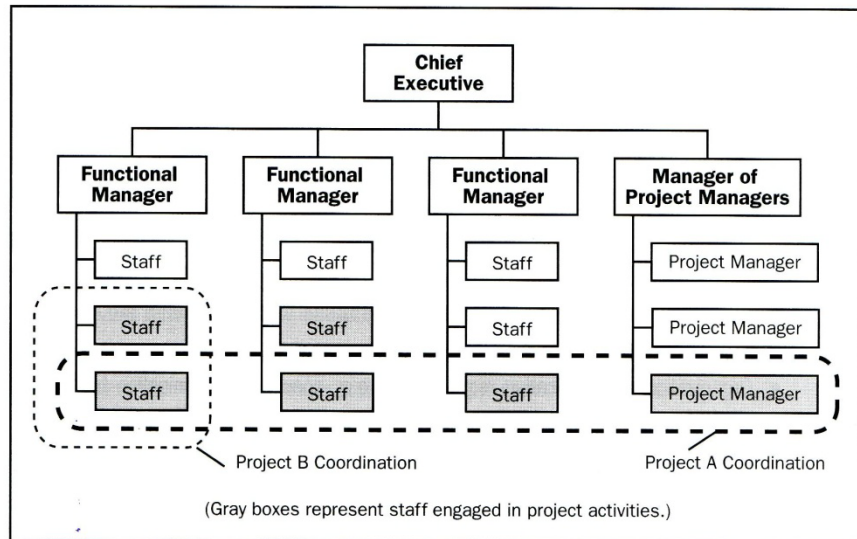 Chief
Executive
Functional
Manager
Functional
Manager
Functional
Manager
Manager of
Project Managers
Staff
Staff
Staff
Project Manager
Staff
Staff
Staff
Project Manager
Staff
Staff
Staff
Project Manager
Project B Coordination
Project A Coordination
(Gray boxes represent staff engaged in project activities.)